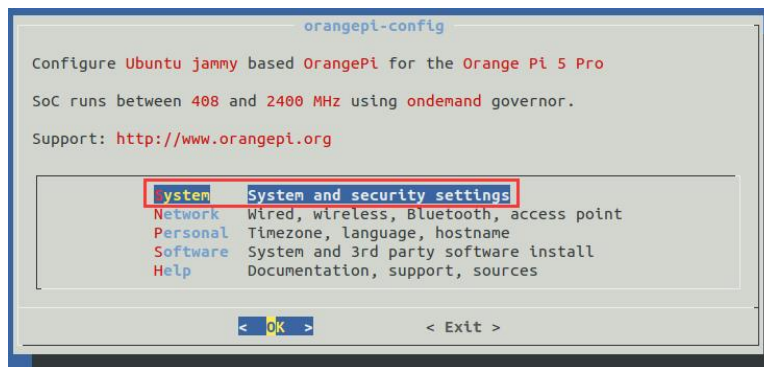 orangepi-config
Configure Ubuntu jammy based OrangePi for the Orange Pi 5 Pro
SoC runs between 408 and 2400 MHz using ondemand governor.
Support: http://www.orangepi.org
System System and security settings
Network Wired, wireless, Bluetooth, access point
Personal Timezone, language, hostname
Software System and 3rd party software install
Help Documentation, support, sources
< OK > < Exit >